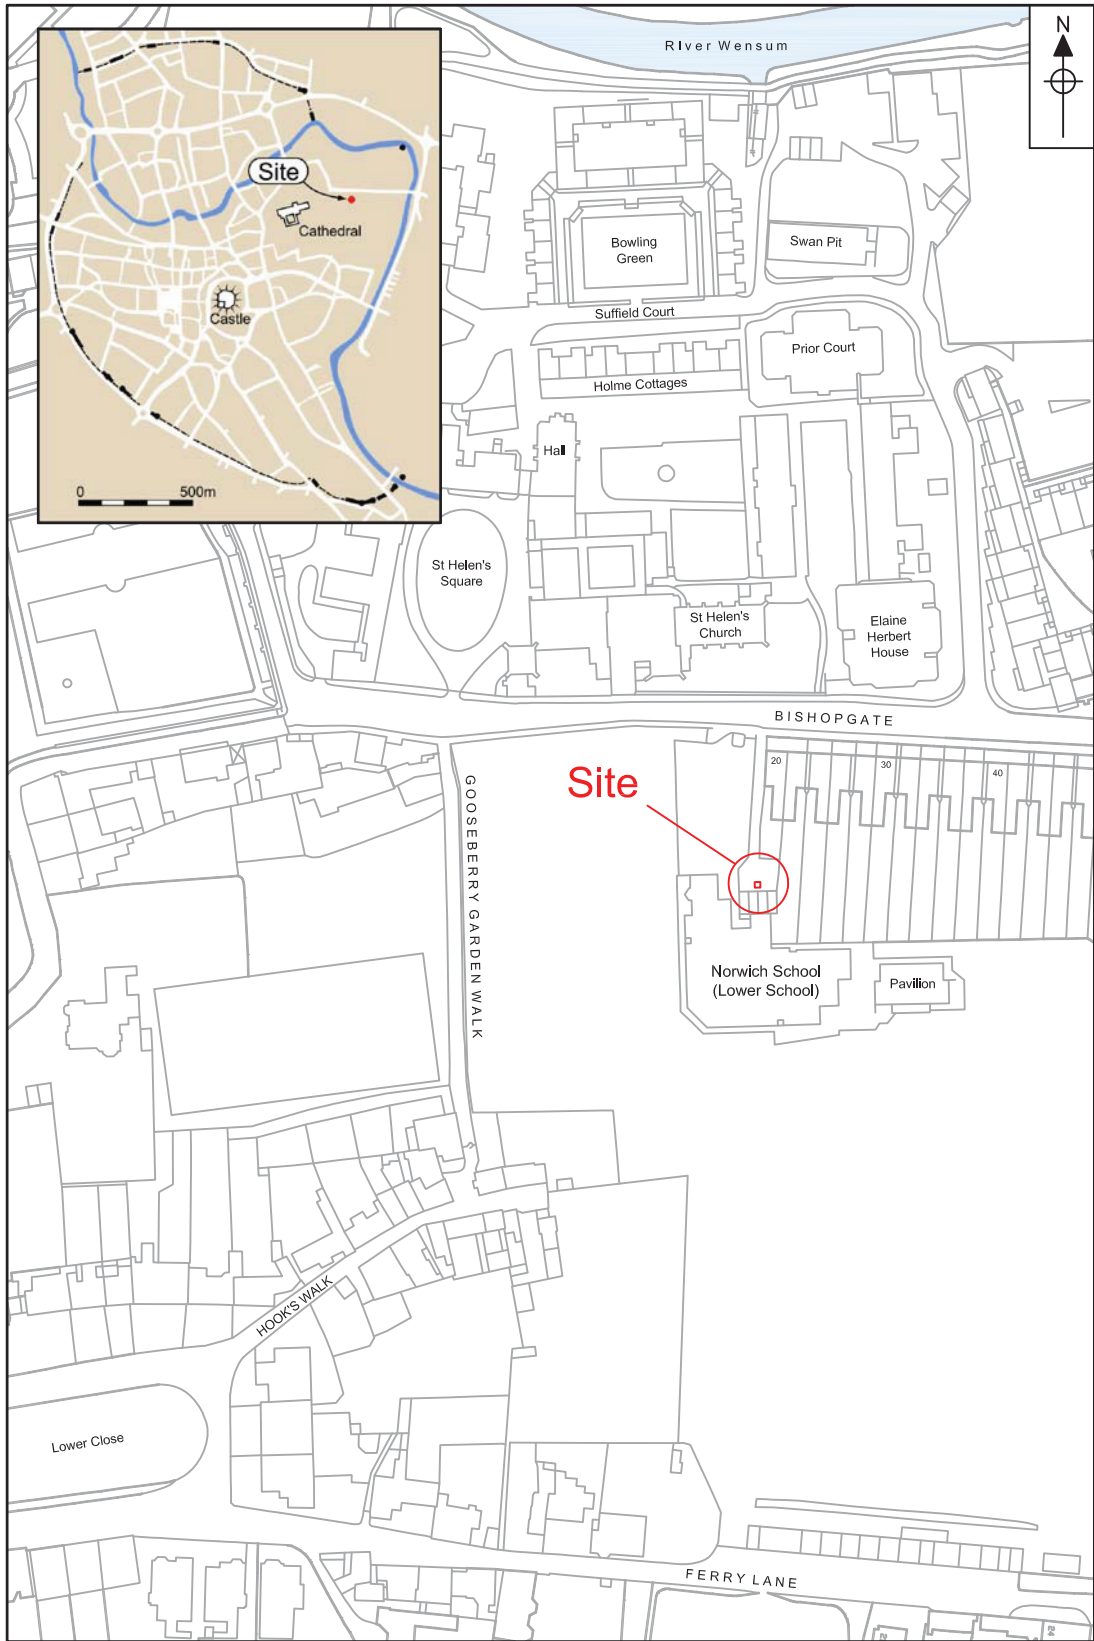 River Wensum
N
Site
Cathedral
Castle
0 500m
Bowling
Green
Swan Pit
Suffield Court
Prior Court
Holme Cottages
Hall
St Helen's
Square
St Helen's
Church
Elaine
Herbert
House
BISHOPGATE
20
30
40
Site
GOOSEBERRY GARDEN WALK
Norwich School
(Lower School)
Pavilion
HOOK'S WALK
Lower Close
FERRY LANE
24